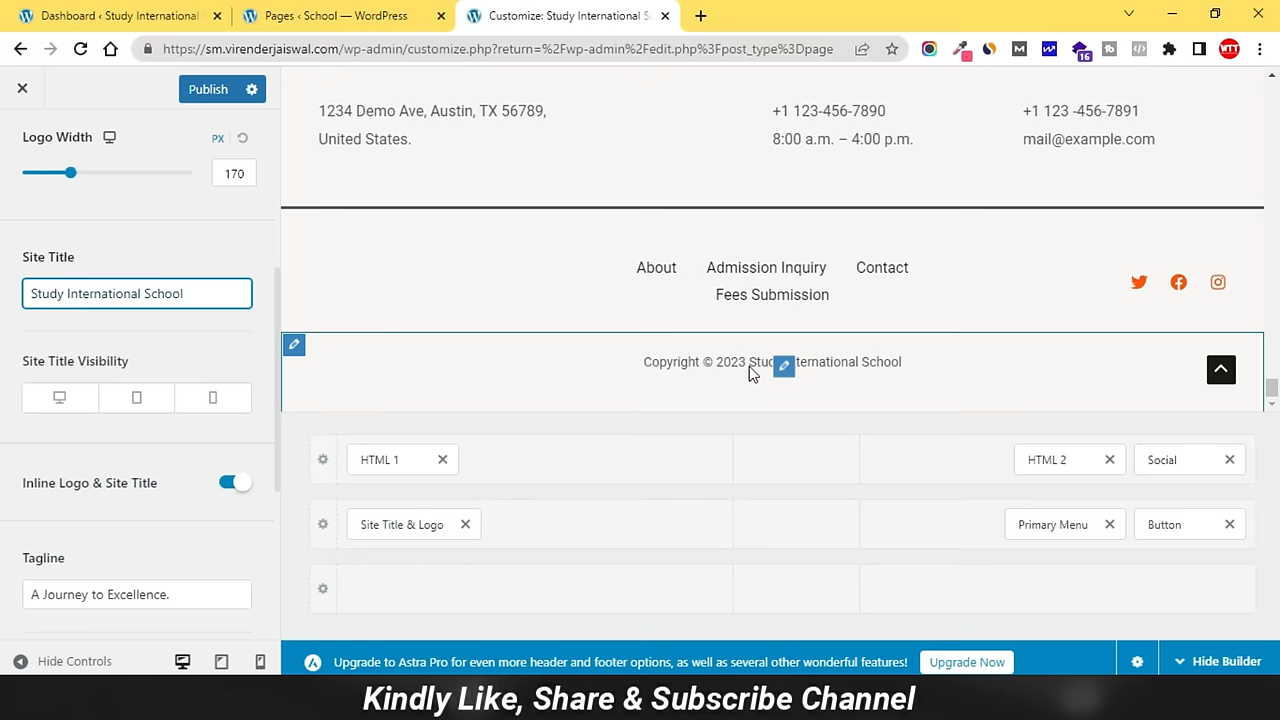 Dashboard ‹ Study International
Pages ‹ School — WordPress
Customize: Study International S
https://sm.virenderjaiswal.com/wp-admin/customize.php?return=%2Fwp-admin%2Fedit.php%3Fpost_type%3Dpage
16
WTT
Publish
Logo Width
PX
170
Site Title
Study International School
Site Title Visibility
Inline Logo & Site Title
Tagline
A Journey to Excellence.
Hide Controls
1234 Demo Ave, Austin, TX 56789,
United States.
+1 123-456-7890
8:00 a.m. – 4:00 p.m.
+1 123 -456-7891
mail@example.com
About
Admission Inquiry
Contact
Fees Submission
Copyright © 2023 Stud ternational School
HTML 1
HTML 2
Social
Site Title & Logo
Primary Menu
Button
Upgrade to Astra Pro for even more header and footer options, as well as several other wonderful features!
Upgrade Now
Hide Builder
Kindly Like, Share & Subscribe Channel